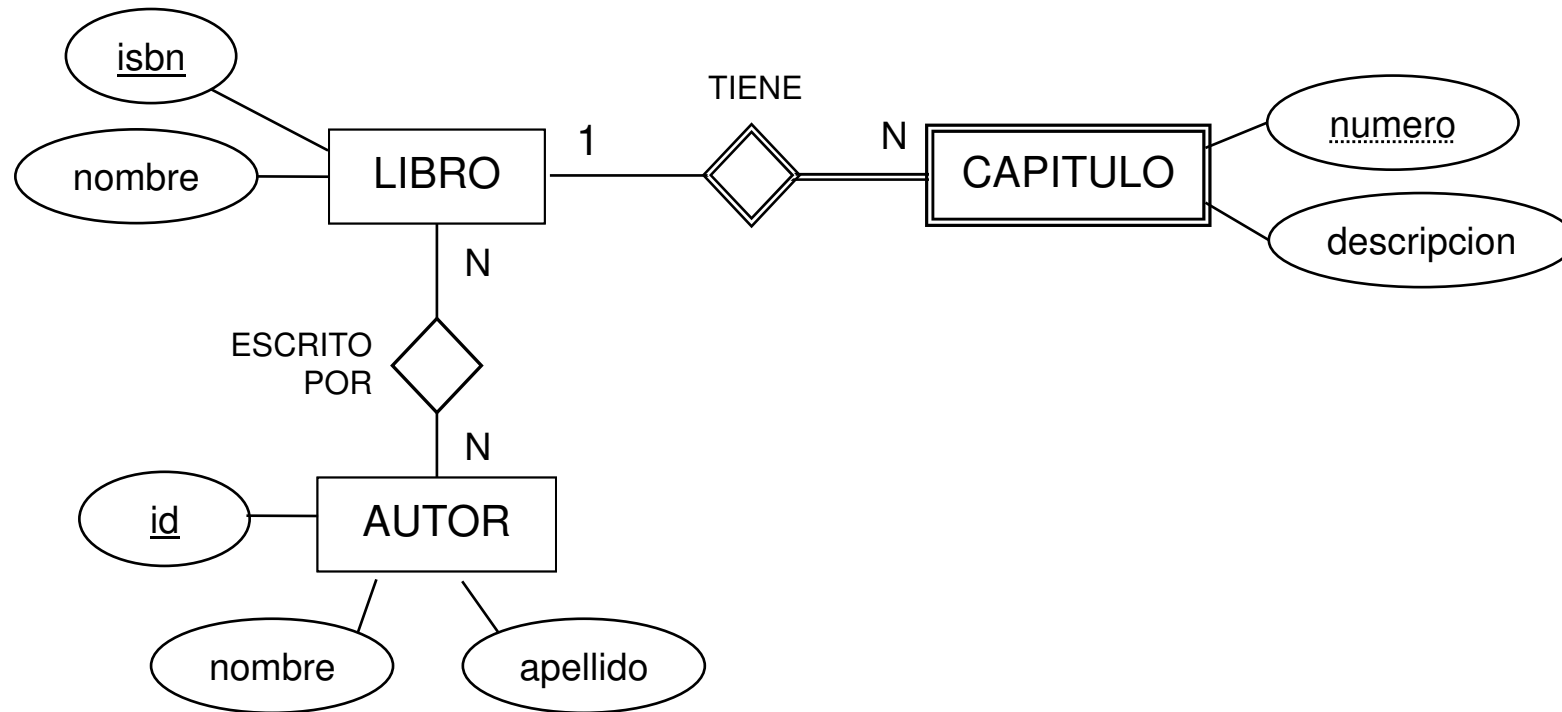 isbn
nombre
LIBRO
1
TIENE
N
CAPITULO
numero
descripcion
N
ESCRITO
POR
N
id
AUTOR
nombre
apellido